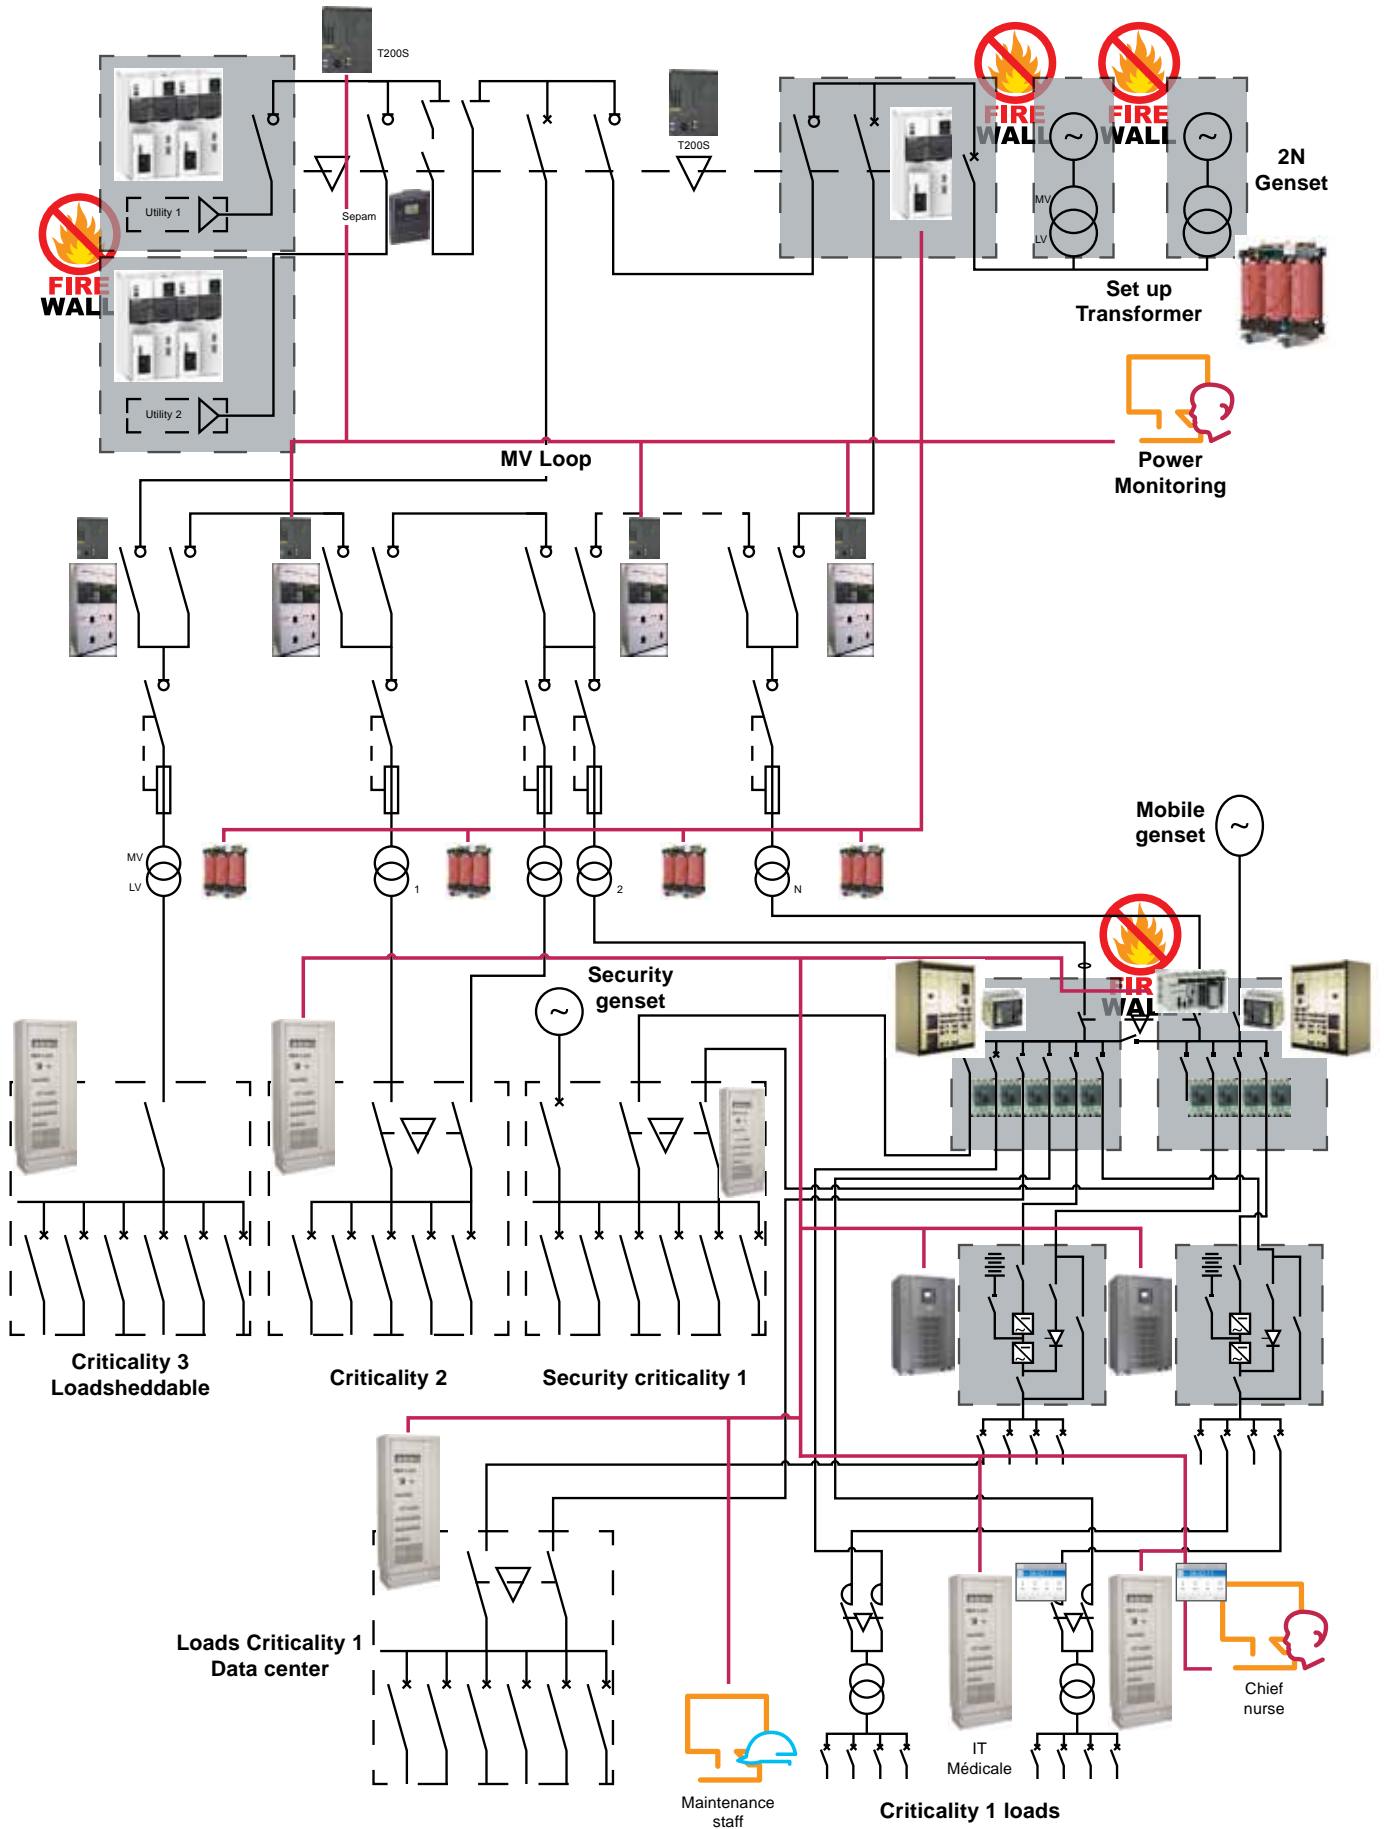 T200S
FIRE
WALL
FIRE
WALL
T200S
2N
Genset
Utility 1
Sepam
MV
LV
FIRE
WALL
Set up
Transformer
Utility 2
Power
Monitoring
MV Loop
Mobile
genset
MV
LV
1
2
N
Security
genset
FIR
WAL
Criticality 3
Loadsheddable
Criticality 2
Security criticality 1
Loads Criticality 1
Data center
Chief
nurse
IT
Médicale
Maintenance
staff
Criticality 1 loads